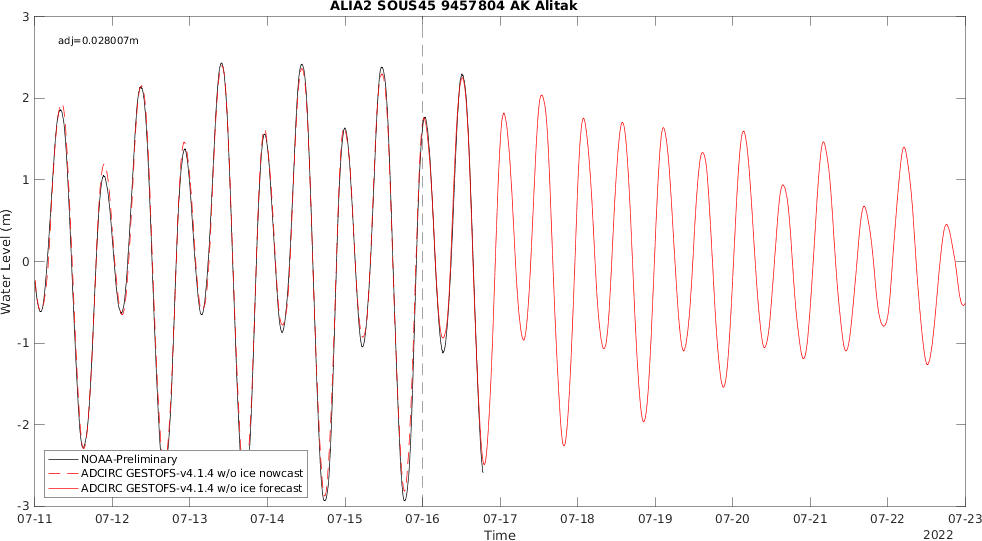 ALIA2 SOUS45 9457804 AK Alitak
adj=0.028007m
Water Level (m)
3
2
1
0
-1
-2
-3
NOAA-Preliminary
ADCIRC GESTOFS-v4.1.4 w/o ice nowcast
ADCIRC GESTOFS-v4.1.4 w/o ice forecast
07-11 07-12 07-13 07-14 07-15 07-16 07-17 07-18 07-19 07-20 07-21 07-22 07-23
Time
2022